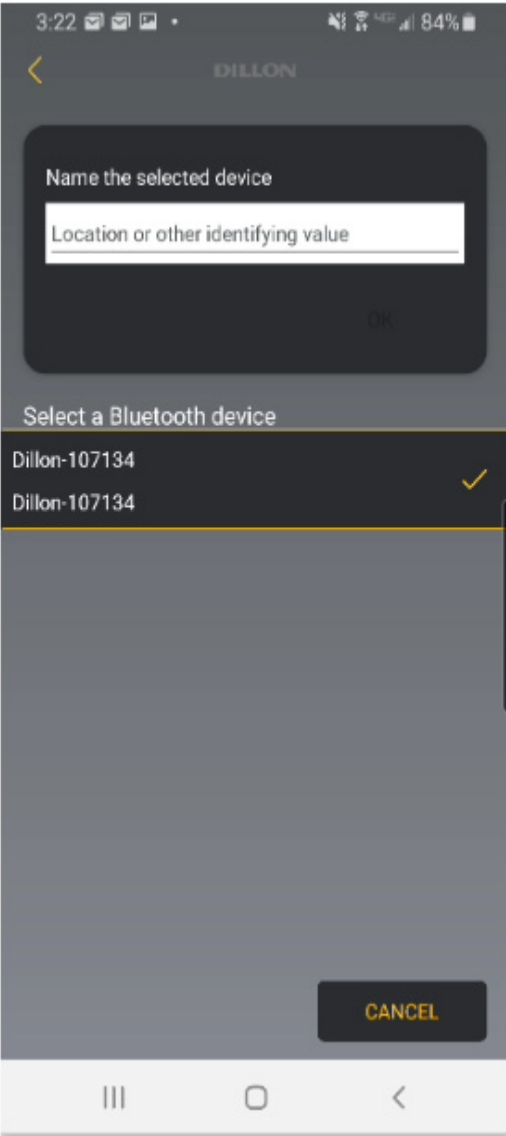 3:22
84%
DILLON
Name the selected device
Location or other identifying value
OK
Select a Bluetooth device
Dillon-107134
Dillon-107134
CANCEL